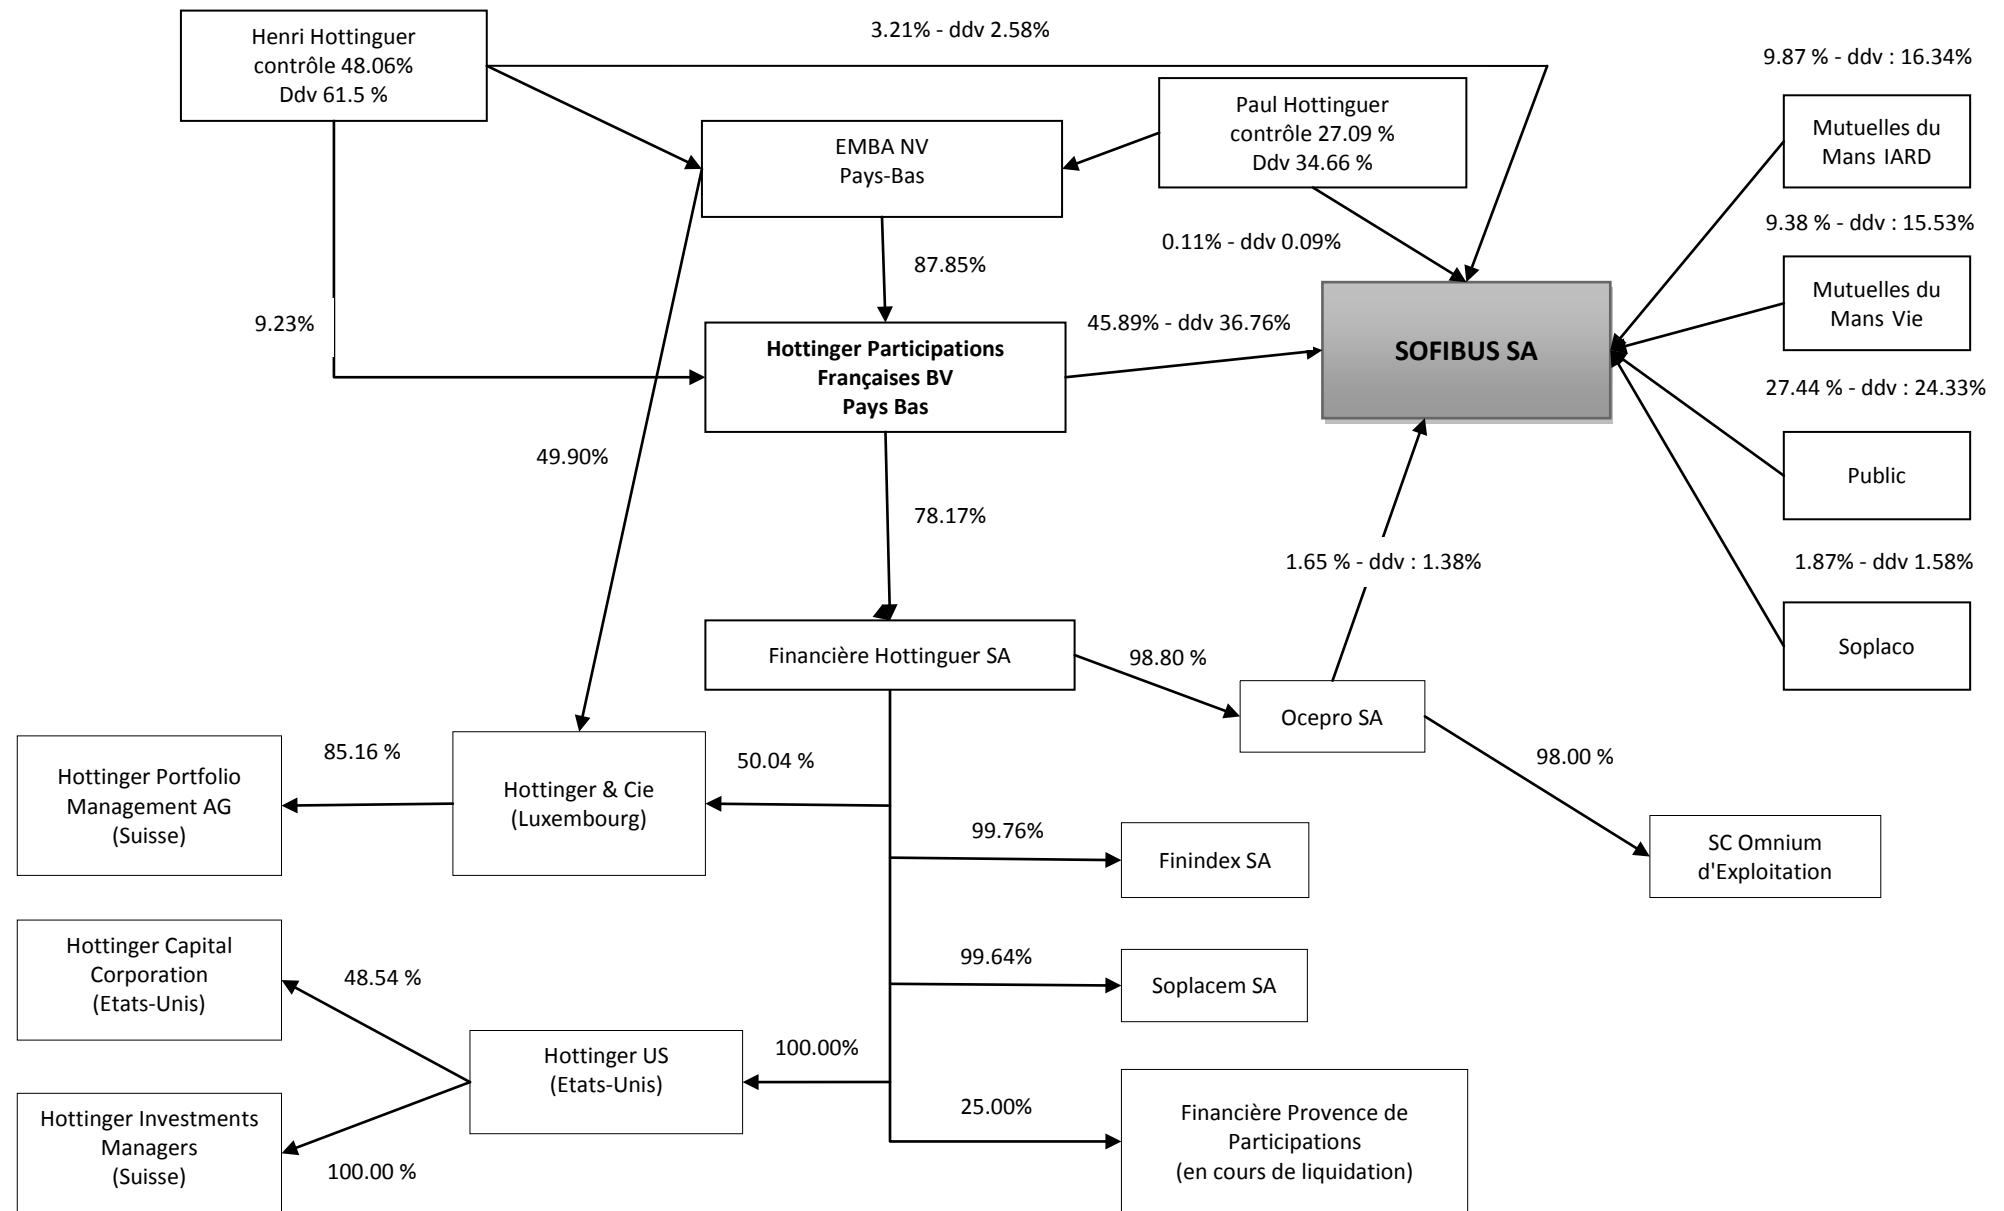 Henri Hottinguer
contrôle 48.06%
Ddv 61.5 %
3.21% - ddv 2.58%
9.87 % - ddv : 16.34%
Paul Hottinguer
contrôle 27.09 %
Ddv 34.66 %
Mutuelles du
Mans IARD
EMBA NV
Pays-Bas
9.38 % - ddv : 15.53%
0.11% - ddv 0.09%
87.85%
Mutuelles du
Mans Vie
9.23%
45.89% - ddv 36.76%
Hottinger Participations
Françaises BV
Pays Bas
SOFIBUS SA
27.44 % - ddv : 24.33%
49.90%
Public
78.17%
1.65 % - ddv : 1.38%
1.87% - ddv 1.58%
Financière Hottinguer SA
98.80 %
Soplaco
Ocepro SA
85.16 %
50.04 %
98.00 %
Hottinger Portfolio
Management AG
(Suisse)
Hottinger & Cie
(Luxembourg)
99.76%
Finindex SA
SC Omnium
d'Exploitation
Hottinger Capital
Corporation
(Etats-Unis)
48.54 %
99.64%
Soplacem SA
Hottinger US
(Etats-Unis)
100.00%
25.00%
Hottinger Investments
Managers
(Suisse)
100.00 %
Financière Provence de
Participations
(en cours de liquidation)